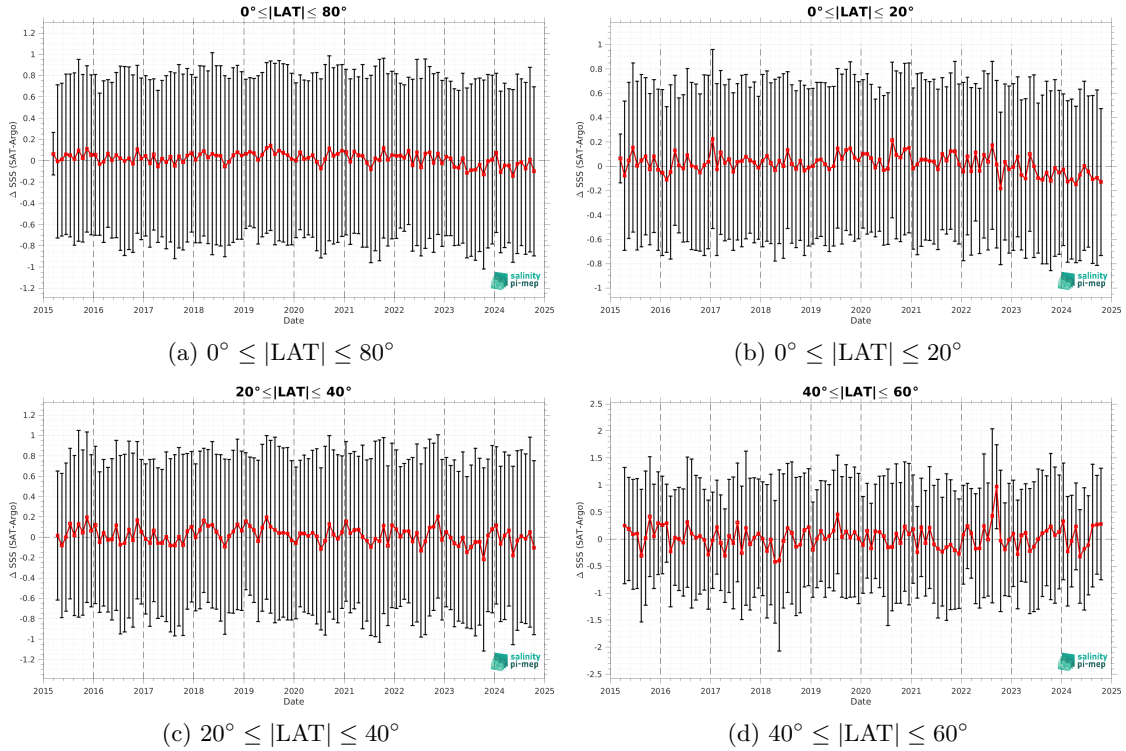 0°≤|LAT|≤ 80°
1.2
1
0.8
0.6
0.4
0.2
0
-0.2
-0.4
-0.6
-0.8
-1
-1.2
Δ SSS (SAT-Argo)
2015 2016 2017 2018 2019 2020 2021 2022 2023 2024 2025
Date
salinity
pi-mep
(a) 0° ≤ |LAT| ≤ 80°
0°≤|LAT|≤ 20°
1
0.8
0.6
0.4
0.2
0
-0.2
-0.4
-0.6
-0.8
-1
Δ SSS (SAT-Argo)
2015 2016 2017 2018 2019 2020 2021 2022 2023 2024 2025
Date
salinity
pi-mep
(b) 0° ≤ |LAT| ≤ 20°
20°≤|LAT|≤ 40°
1.2
1
0.8
0.6
0.4
0.2
0
-0.2
-0.4
-0.6
-0.8
-1
-1.2
Δ SSS (SAT-Argo)
2015 2016 2017 2018 2019 2020 2021 2022 2023 2024 2025
Date
salinity
pi-mep
(c) 20° ≤ |LAT| ≤ 40°
40°≤|LAT|≤ 60°
2.5
2
1.5
1
0.5
0
-0.5
-1
-1.5
-2
-2.5
Δ SSS (SAT-Argo)
2015 2016 2017 2018 2019 2020 2021 2022 2023 2024 2025
Date
salinity
pi-mep
(d) 40° ≤ |LAT| ≤ 60°